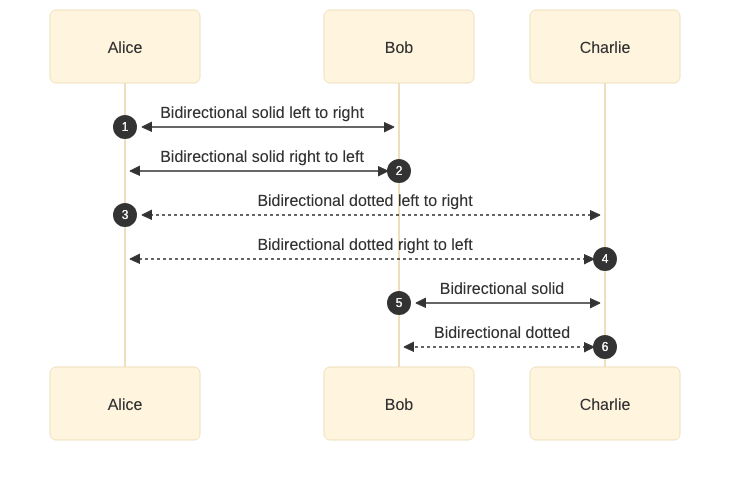 Alice
Bob
Charlie
Bidirectional solid left to right
1
Bidirectional solid right to left
2
Bidirectional dotted left to right
3
Bidirectional dotted right to left
4
Bidirectional solid
5
Bidirectional dotted
6
Alice
Bob
Charlie